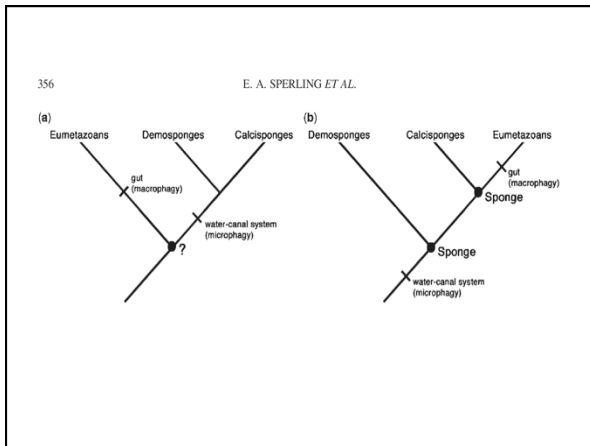 356 E. A. SPERLING ET AL.
(a) (b)
Eumetazoans Demosponges Calcisponges Demosponges Calcisponges Eumetazoans
gut
(macrophagy)
water-canal system
(microphagy)
?
gut
(macrophagy)
Sponge
Sponge
water-canal system
(microphagy)